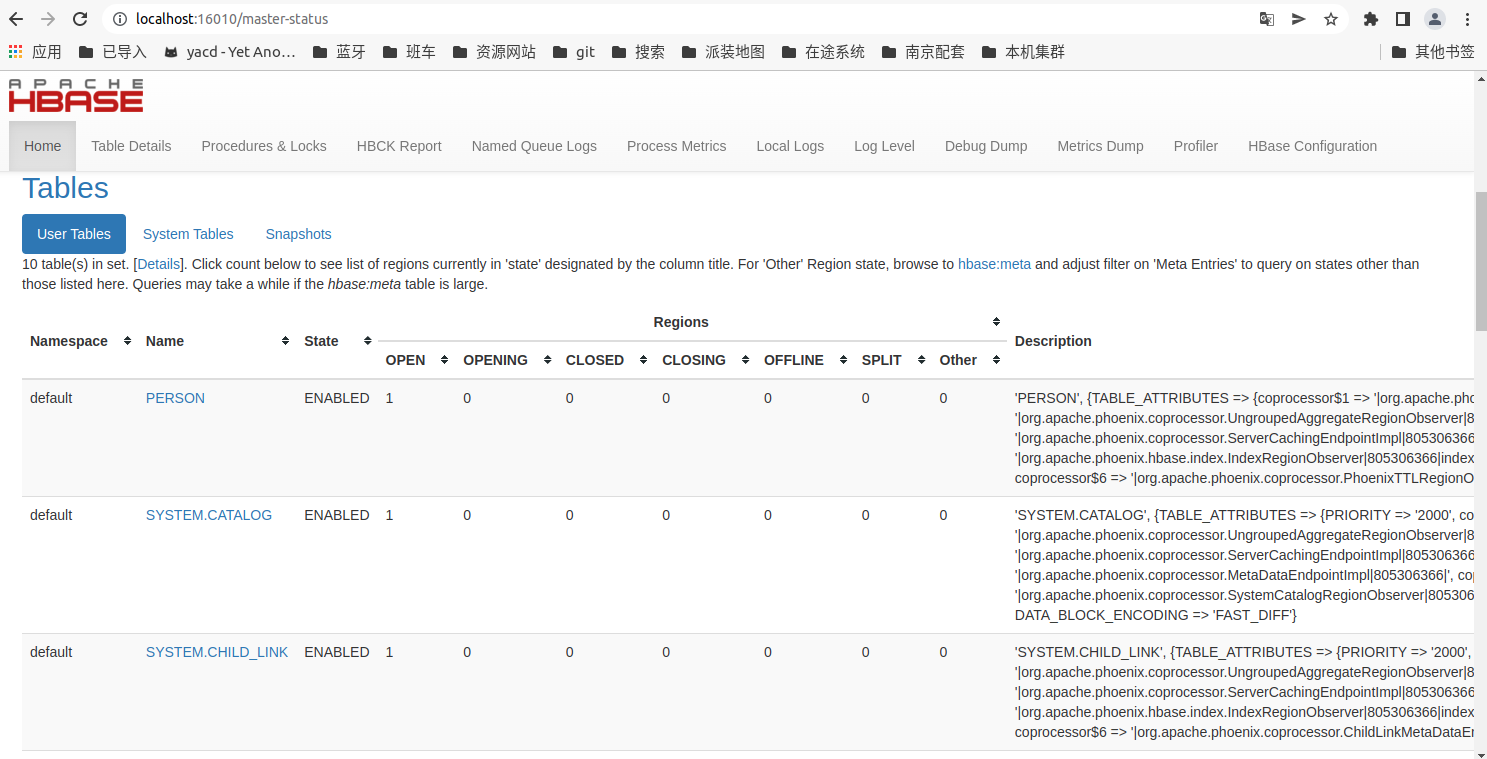 localhost:16010/master-status
应用 已导入 yacd - Yet Ano… 蓝牙 班车 资源网站 git 搜索 派装地图 在途系统 南京配套 本机集群 其他书签
APACHE
HBASE
Home Table Details Procedures & Locks HBCK Report Named Queue Logs Process Metrics Local Logs Log Level Debug Dump Metrics Dump Profiler HBase Configuration
Tables
User Tables System Tables Snapshots
10 table(s) in set. [Details]. Click count below to see list of regions currently in 'state' designated by the column title. For 'Other' Region state, browse to hbase:meta and adjust filter on 'Meta Entries' to query on states other than
those listed here. Queries may take a while if the hbase:meta table is large.
Regions
Namespace Name State Description
OPEN OPENING CLOSED CLOSING OFFLINE SPLIT Other
default PERSON ENABLED 1 0 0 0 0 0 0 'PERSON', {TABLE_ATTRIBUTES => {coprocessor$1 => '|org.apache.pho
'|org.apache.phoenix.coprocessor.UngroupedAggregateRegionObserver|8
'|org.apache.phoenix.coprocessor.ServerCachingEndpointImpl|805306366
'|org.apache.phoenix.hbase.index.IndexRegionObserver|805306366|index
coprocessor$6 => '|org.apache.phoenix.coprocessor.PhoenixTTLRegionO
default SYSTEM.CATALOG ENABLED 1 0 0 0 0 0 0 'SYSTEM.CATALOG', {TABLE_ATTRIBUTES => {PRIORITY => '2000', co
'|org.apache.phoenix.coprocessor.UngroupedAggregateRegionObserver|8
'|org.apache.phoenix.coprocessor.ServerCachingEndpointImpl|805306366
'|org.apache.phoenix.coprocessor.MetaDataEndpointImpl|805306366|', cop
'|org.apache.phoenix.coprocessor.SystemCatalogRegionObserver|805306
DATA_BLOCK_ENCODING => 'FAST_DIFF'}
default SYSTEM.CHILD_LINK ENABLED 1 0 0 0 0 0 0 'SYSTEM.CHILD_LINK', {TABLE_ATTRIBUTES => {PRIORITY => '2000',
'|org.apache.phoenix.coprocessor.UngroupedAggregateRegionObserver|8
'|org.apache.phoenix.coprocessor.ServerCachingEndpointImpl|805306366
'|org.apache.phoenix.hbase.index.IndexRegionObserver|805306366|index
coprocessor$6 => '|org.apache.phoenix.coprocessor.ChildLinkMetaDataEn